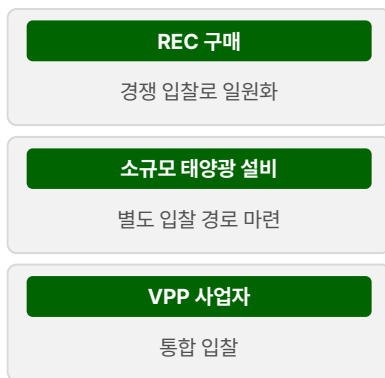 REC 구매
경쟁 입찰로 일원화
소규모 태양광 설비
별도 입찰 경로 마련
VPP 사업자
통합 입찰